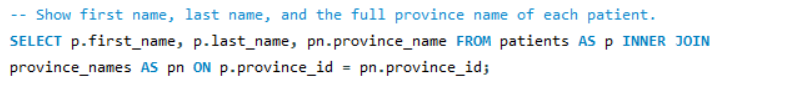 -- Show first name, last name, and the full province name of each patient.
SELECT p.first_name, p.last_name, pn.province_name FROM patients AS p INNER JOIN
province_names AS pn ON p.province_id = pn.province_id;